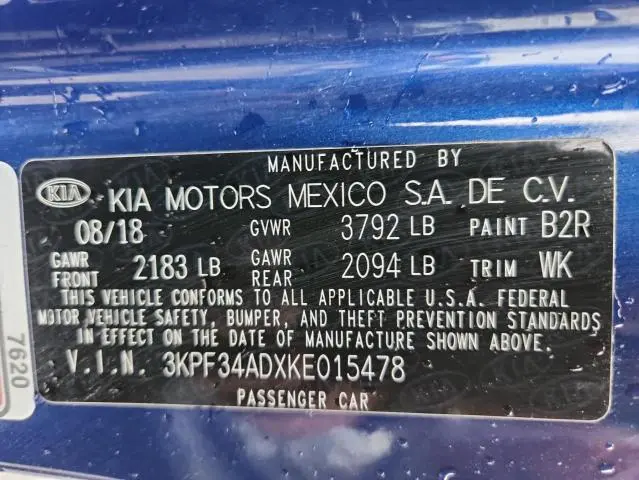 MANUFACTURED BY
KIA KIA MOTORS MEXICO S.A. DE C.V.
08/18 GVWR 3792 LB PAINT B2R
GAWR FRONT 2183 LB GAWR REAR 2094 LB TRIM WK
THIS VEHICLE CONFORMS TO ALL APPLICABLE U.S.A. FEDERAL
MOTOR VEHICLE SAFETY, BUMPER, AND THEFT PREVENTION STANDARDS
IN EFFECT ON THE DATE OF MANUFACTURE SHOWN ABOVE.
V.I.N. 3KPF34ADXKE015478
PASSENGER CAR
7620